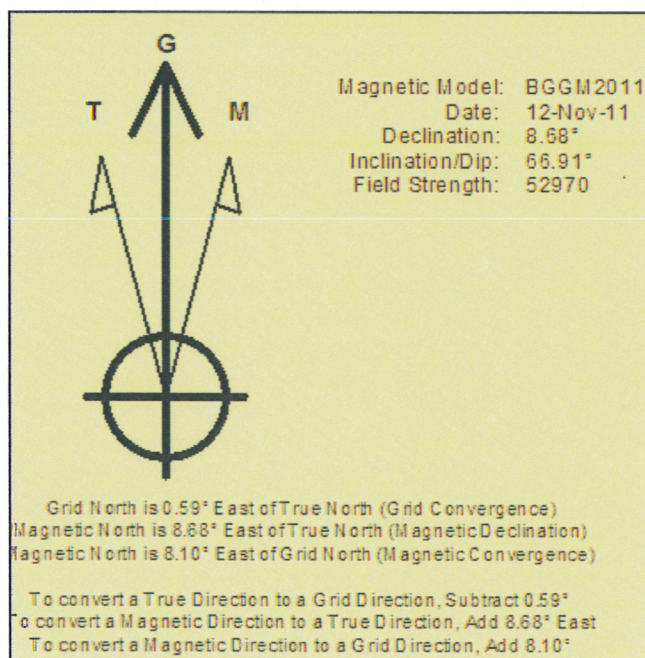 G
T M
Magnetic Model: BGGM2011
Date: 12-Nov-11
Declination: 8.68°
Inclination/Dip: 66.91°
Field Strength: 52970
Grid North is 0.59° East of True North (Grid Convergence)
Magnetic North is 8.68° East of True North (Magnetic Declination)
Magnetic North is 8.10° East of Grid North (Magnetic Convergence)
To convert a True Direction to a Grid Direction, Subtract 0.59°
To convert a Magnetic Direction to a True Direction, Add 8.68° East
To convert a Magnetic Direction to a Grid Direction, Add 8.10°